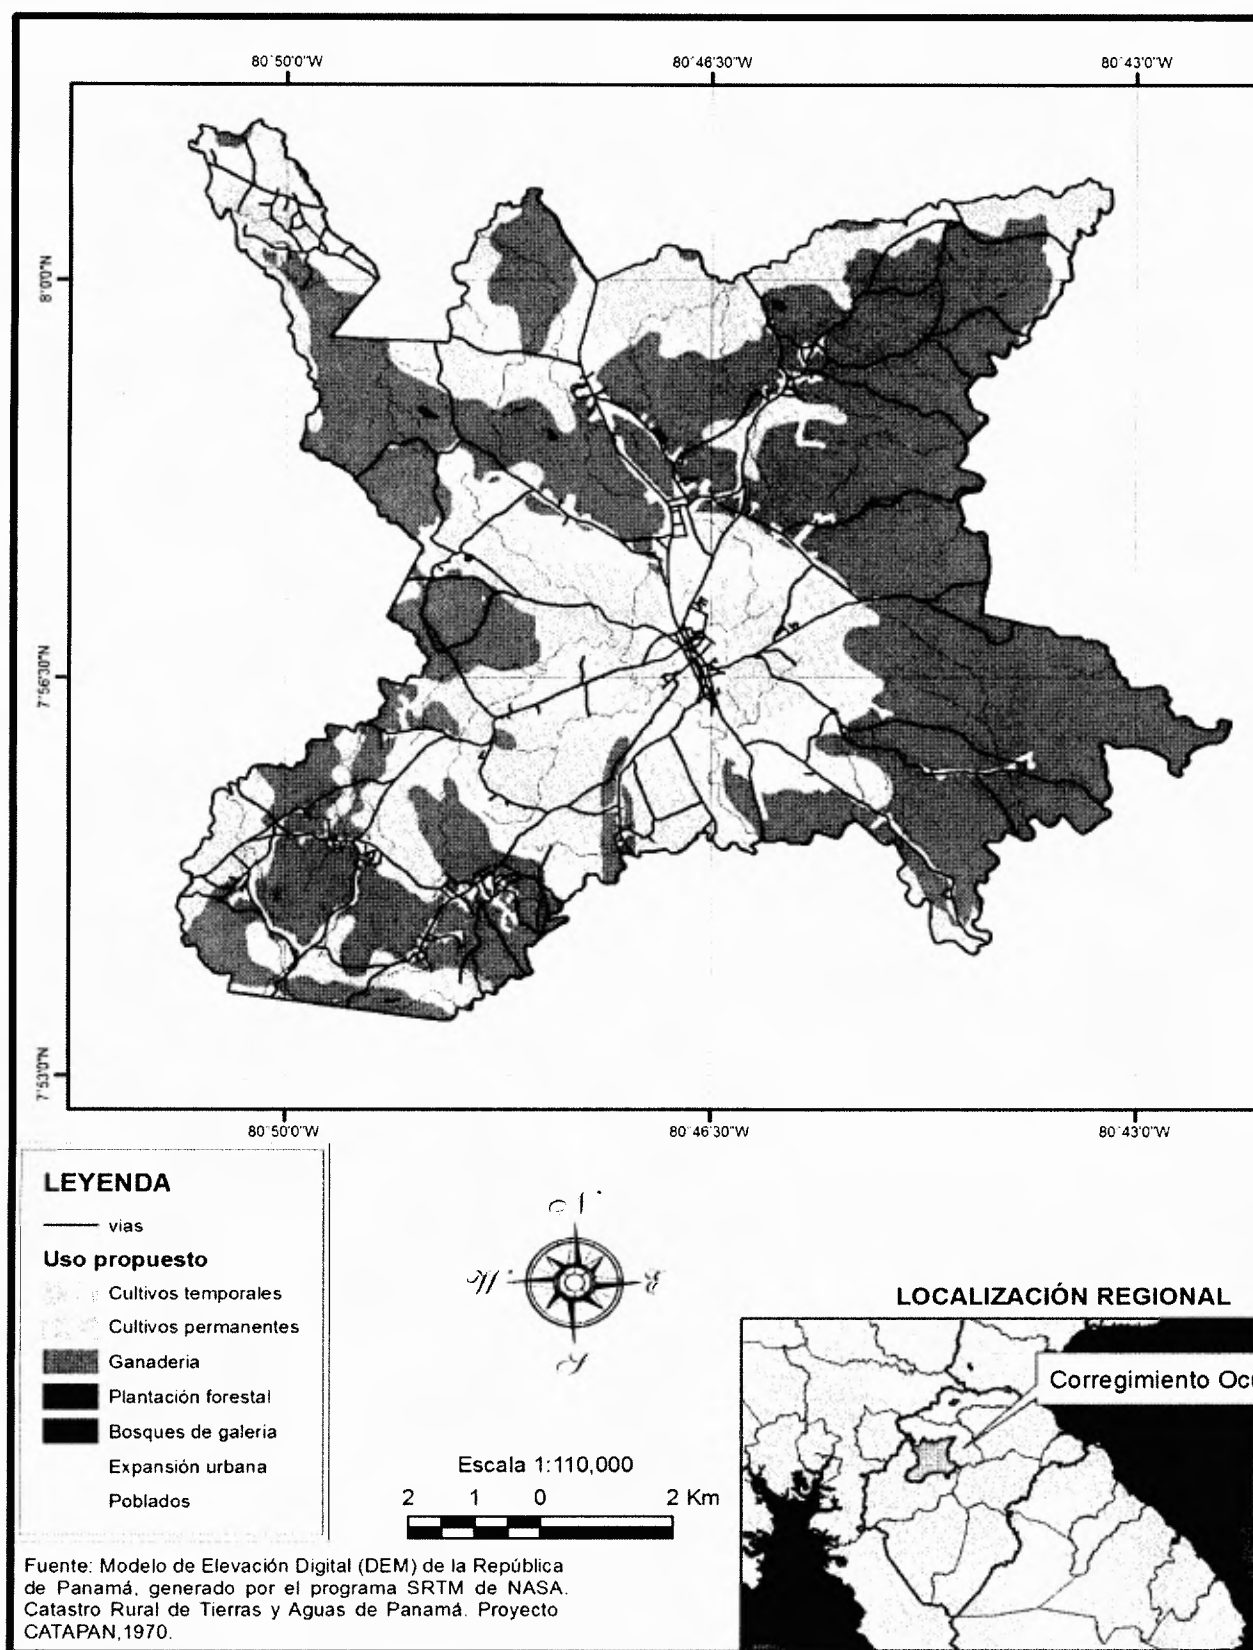 80°50'0"W
80°46'30"W
80°43'0"W
8°0'0"N
7°56'30"N
7°53'0"N
80°50'0"W
80°46'30"W
80°43'0"W
LEYENDA
vias
Uso propuesto
Cultivos temporales
Cultivos permanentes
Ganaderia
Plantación forestal
Bosques de galería
Expansión urbana
Poblados
Escala 1:110,000
2 1 0 2 Km
LOCALIZACIÓN REGIONAL
Corregimiento Ocú
Fuente: Modelo de Elevación Digital (DEM) de la República
de Panamá, generado por el programa SRTM de NASA.
Catastro Rural de Tierras y Aguas de Panamá. Proyecto
CATAPAN,1970.